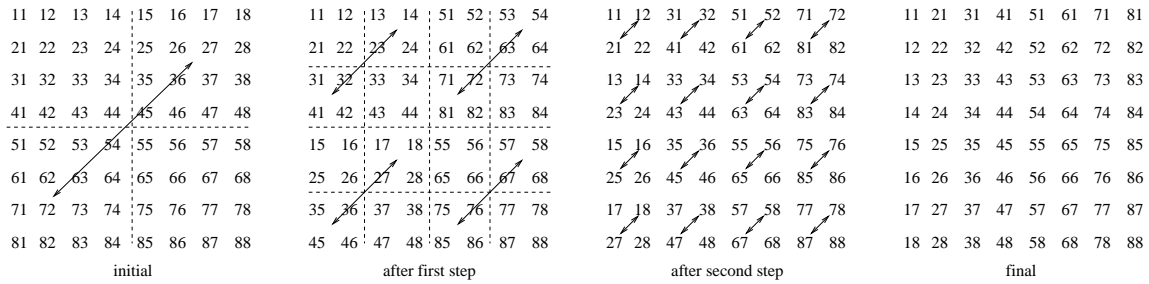 11 12 13 14 15 16 17 18
21 22 23 24 25 26 27 28
31 32 33 34 35 36 37 38
41 42 43 44 45 46 47 48
51 52 53 54 55 56 57 58
61 62 63 64 65 66 67 68
71 72 73 74 75 76 77 78
81 82 83 84 85 86 87 88
initial
11 12 13 14 51 52 53 54
21 22 23 24 61 62 63 64
31 32 33 34 71 72 73 74
41 42 43 44 81 82 83 84
15 16 17 18 55 56 57 58
25 26 27 28 65 66 67 68
35 36 37 38 75 76 77 78
45 46 47 48 85 86 87 88
after first step
11 12 31 32 51 52 71 72
21 22 41 42 61 62 81 82
13 14 33 34 53 54 73 74
23 24 43 44 63 64 83 84
15 16 35 36 55 56 75 76
25 26 45 46 65 66 85 86
17 18 37 38 57 58 77 78
27 28 47 48 67 68 87 88
after second step
11 21 31 41 51 61 71 81
12 22 32 42 52 62 72 82
13 23 33 43 53 63 73 83
14 24 34 44 54 64 74 84
15 25 35 45 55 65 75 85
16 26 36 46 56 66 76 86
17 27 37 47 57 67 77 87
18 28 38 48 58 68 78 88
final